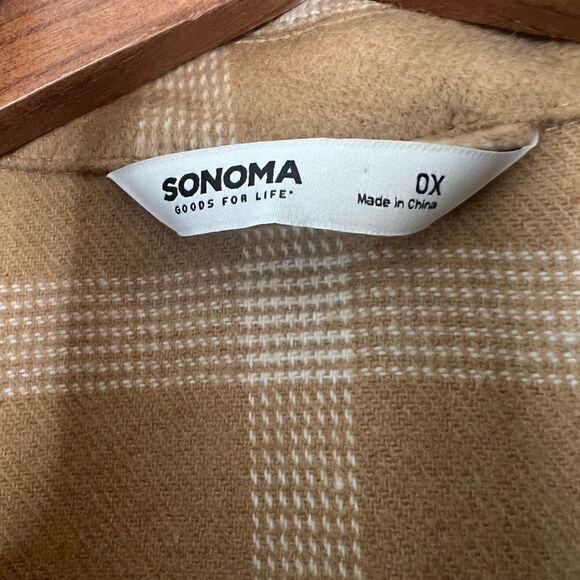 SONOMA
GOODS FOR LIFE*
0X
Made in China